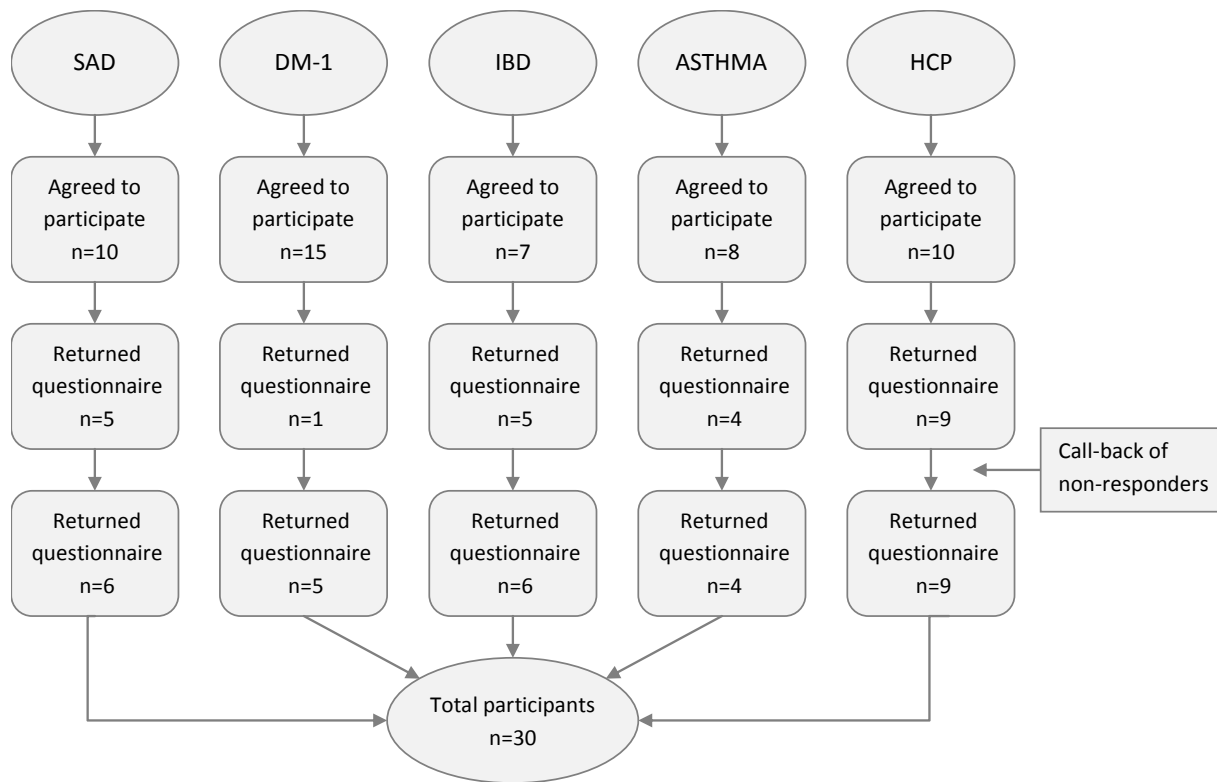 SAD
DM-1
IBD
ASTHMA
HCP
Agreed to
participate
n=10
Agreed to
participate
n=15
Agreed to
participate
n=7
Agreed to
participate
n=8
Agreed to
participate
n=10
Returned
questionnaire
n=5
Returned
questionnaire
n=1
Returned
questionnaire
n=5
Returned
questionnaire
n=4
Returned
questionnaire
n=9
Call-back of
non-responders
Returned
questionnaire
n=6
Returned
questionnaire
n=5
Returned
questionnaire
n=6
Returned
questionnaire
n=4
Returned
questionnaire
n=9
Total participants
n=30